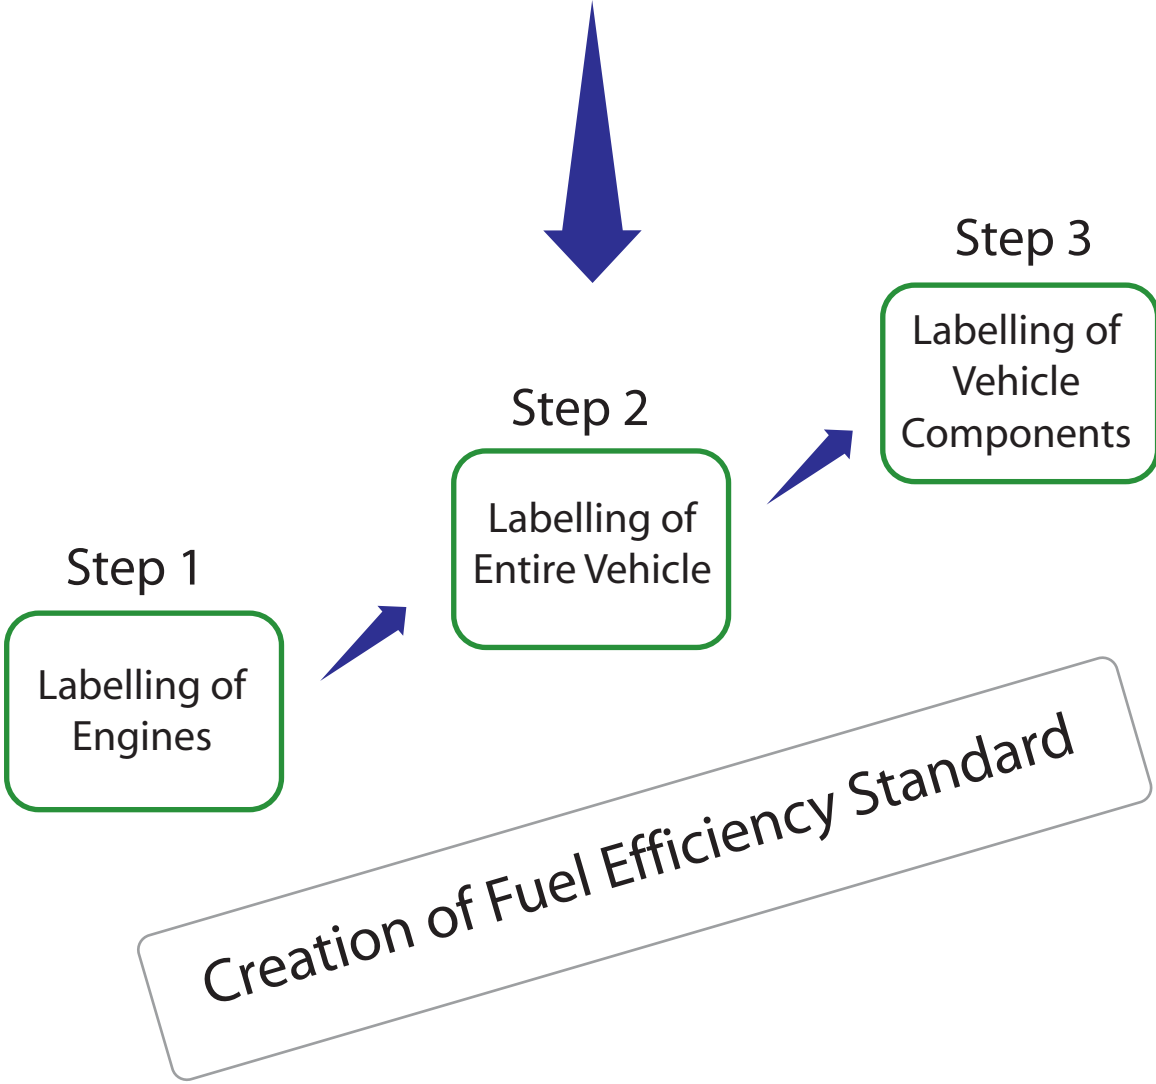 Step 1
Labelling of
Engines
Step 2
Labelling of
Entire Vehicle
Step 3
Labelling of
Vehicle
Components
Creation of Fuel Efficiency Standard